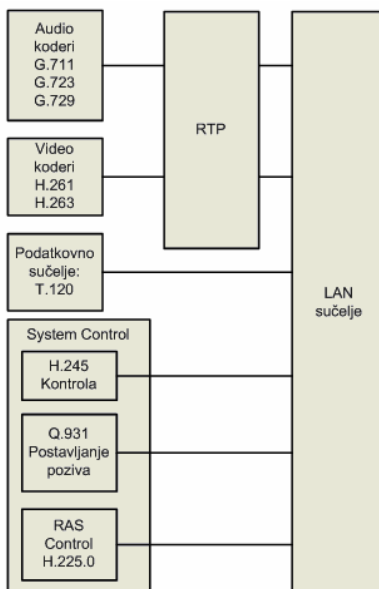 Audio
koderi
G.711
G.723
G.729
RTP
Video
koderi
H.261
H.263
Podatkovno
sučelje:
T.120
LAN
sučelje
System Control
H.245
Kontrola
Q.931
Postavljanje
poziva
RAS
Control
H.225.0